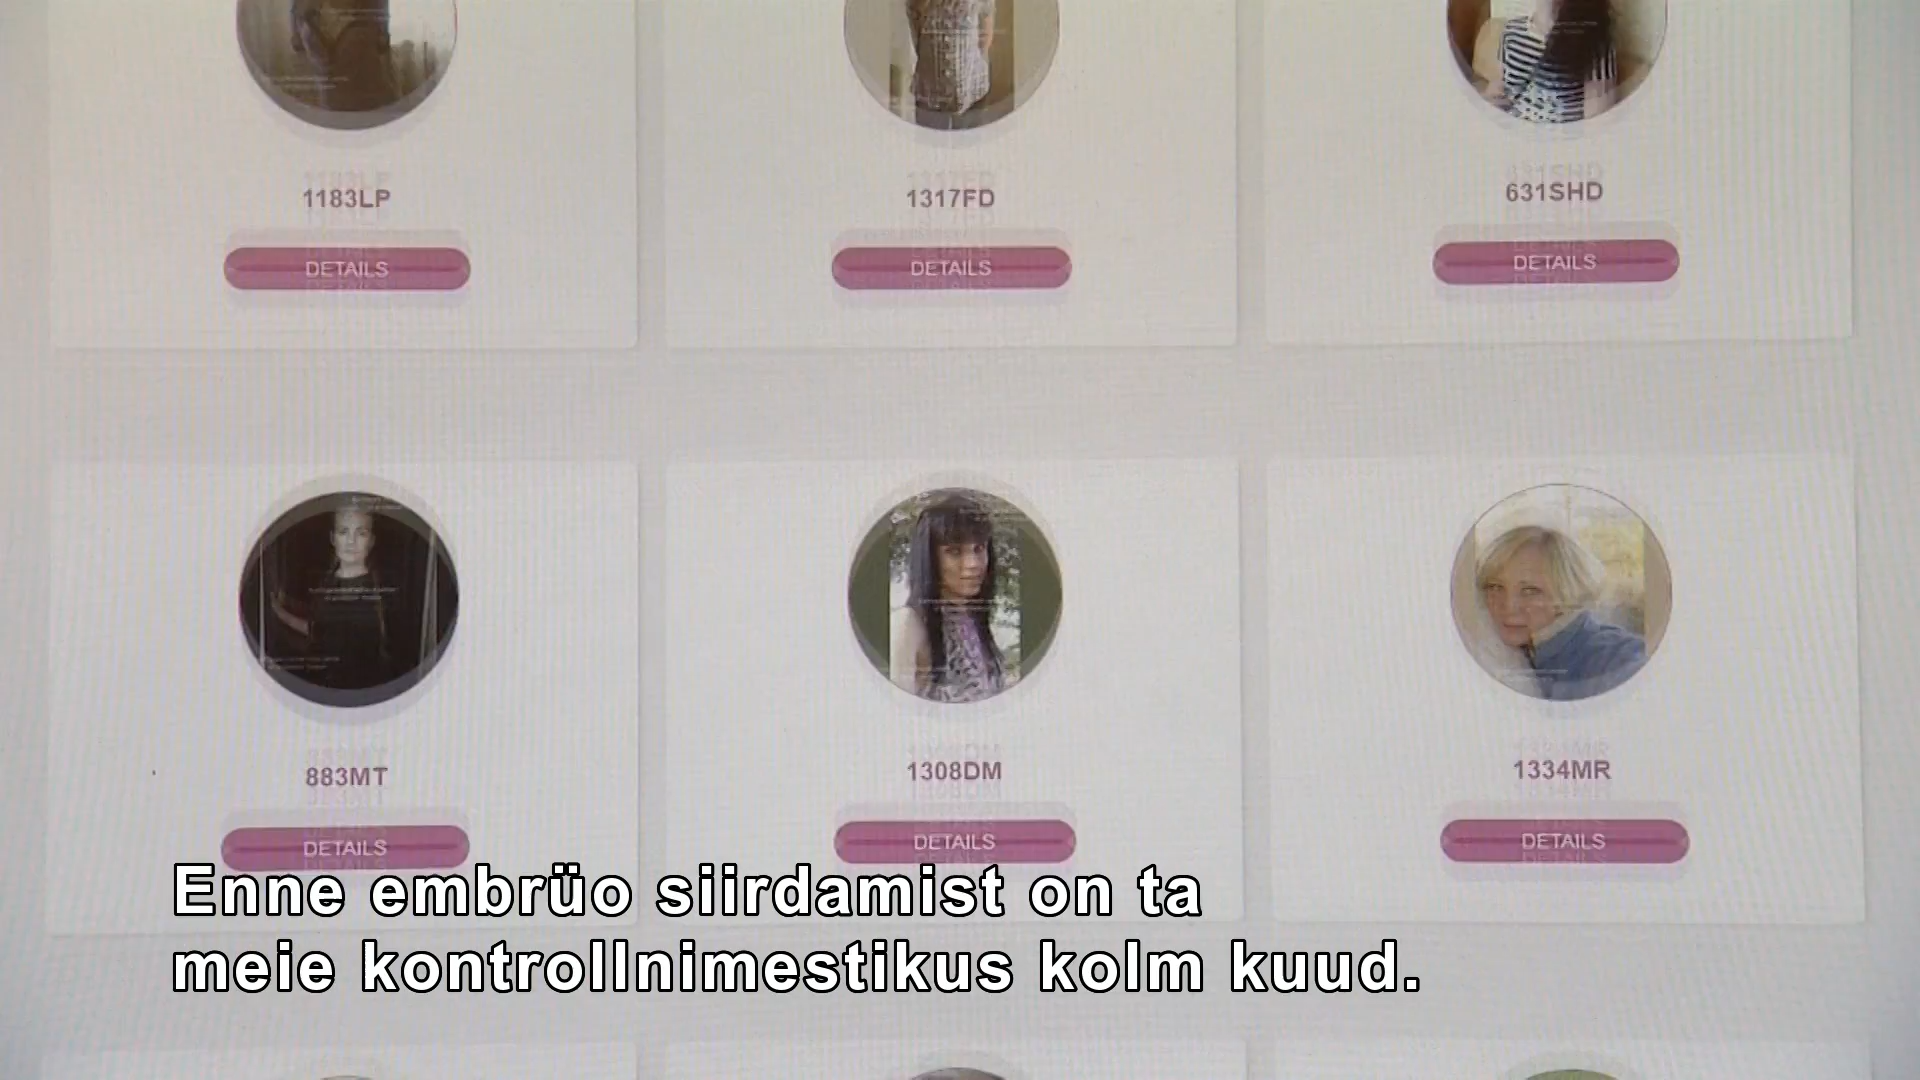 1183LP
1317FD
631SHD
DETAILS
DETAILS
DETAILS
883MT
1308DM
1334MR
DETAILS
DETAILS
DETAILS
Enne embrüo siirdamist on ta
meie kontrollnimestikus kolm kuud.